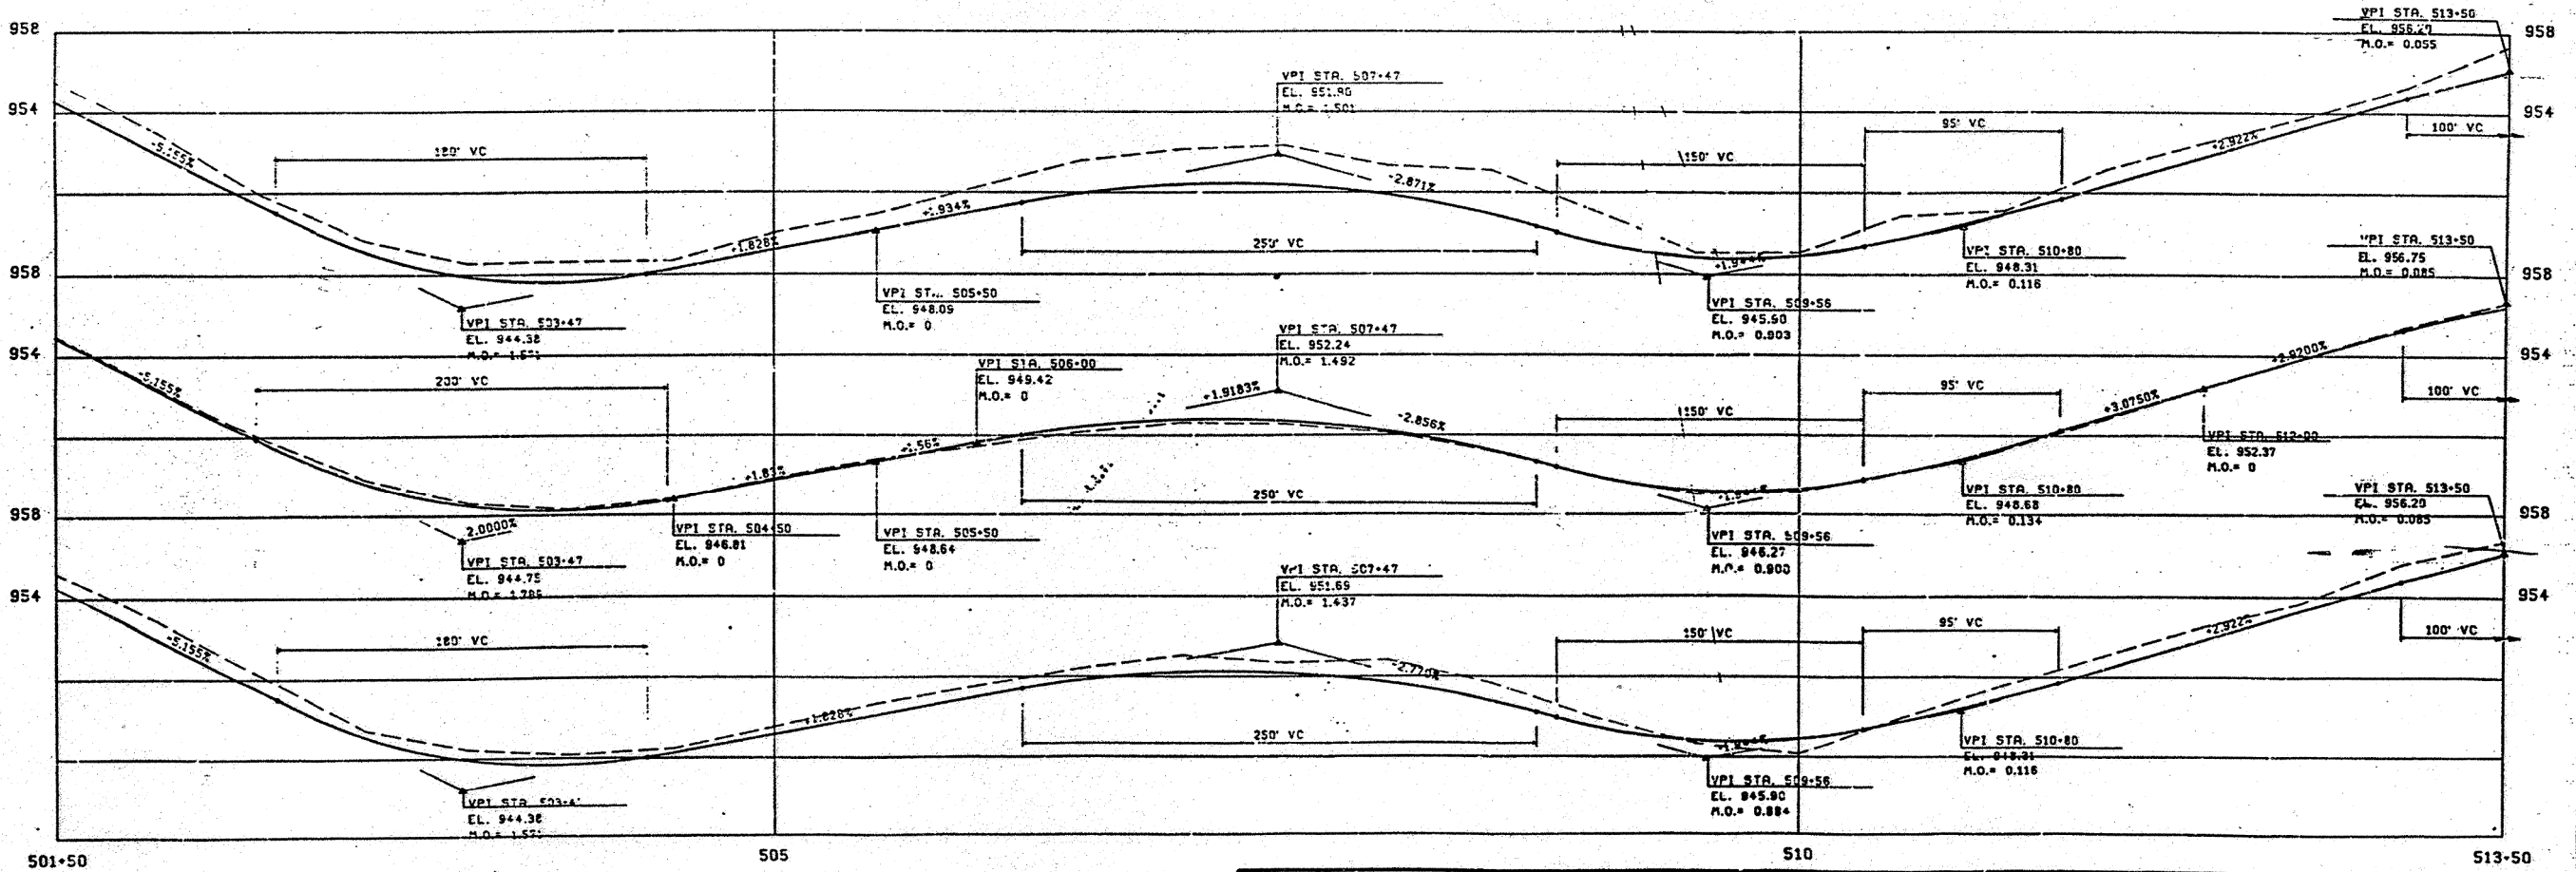 958
954
958
954
958
954
VPI STA. 513+50
EL. 956.20
M.O.= 0.055
958
954
-5.155%
180' VC
+1.828%
+1.934%
VPI STA. 507+47
EL. 951.90
M.O.= 1.501
-2.871%
250' VC
150' VC
95' VC
+2.922%
100' VC
VPI STA. 503+47
EL. 944.38
VPI STA. 505+50
EL. 948.09
M.O.= 0
VPI STA. 509+56
EL. 945.90
M.O.= 0.903
VPI STA. 510+80
EL. 948.31
M.O.= 0.116
VPI STA. 513+50
EL. 956.75
M.O.= 0.085
958
954
-5.155%
200' VC
2.0000%
VPI STA. 503+47
EL. 944.75
VPI STA. 504+50
EL. 946.81
M.O.= 0
+1.83%
+1.56%
VPI STA. 505+50
EL. 948.64
M.O.= 0
VPI STA. 506+00
EL. 949.42
M.O.= 0
VPI STA. 507+47
EL. 952.24
M.O.= 1.492
+1.9183%
-2.856%
250' VC
150' VC
95' VC
VPI STA. 509+56
EL. 946.27
M.O.= 0.900
VPI STA. 510+80
EL. 948.68
M.O.= 0.134
+3.0750%
+2.9200%
VPI STA. 512+00
EL. 952.37
M.O.= 0
100' VC
VPI STA. 513+50
EL. 956.20
M.O.= 0.085
958
954
-5.155%
180' VC
VPI STA.
EL. 944.38
+1.828%
VPI STA. 507+47
EL. 951.69
M.O.= 1.437
-2.770%
250' VC
150' VC
95' VC
VPI STA. 509+56
EL. 945.90
M.O.= 0.884
VPI STA. 510+80
EL. 948.31
M.O.= 0.116
+2.922%
100' VC
501+50
505
510
513+50